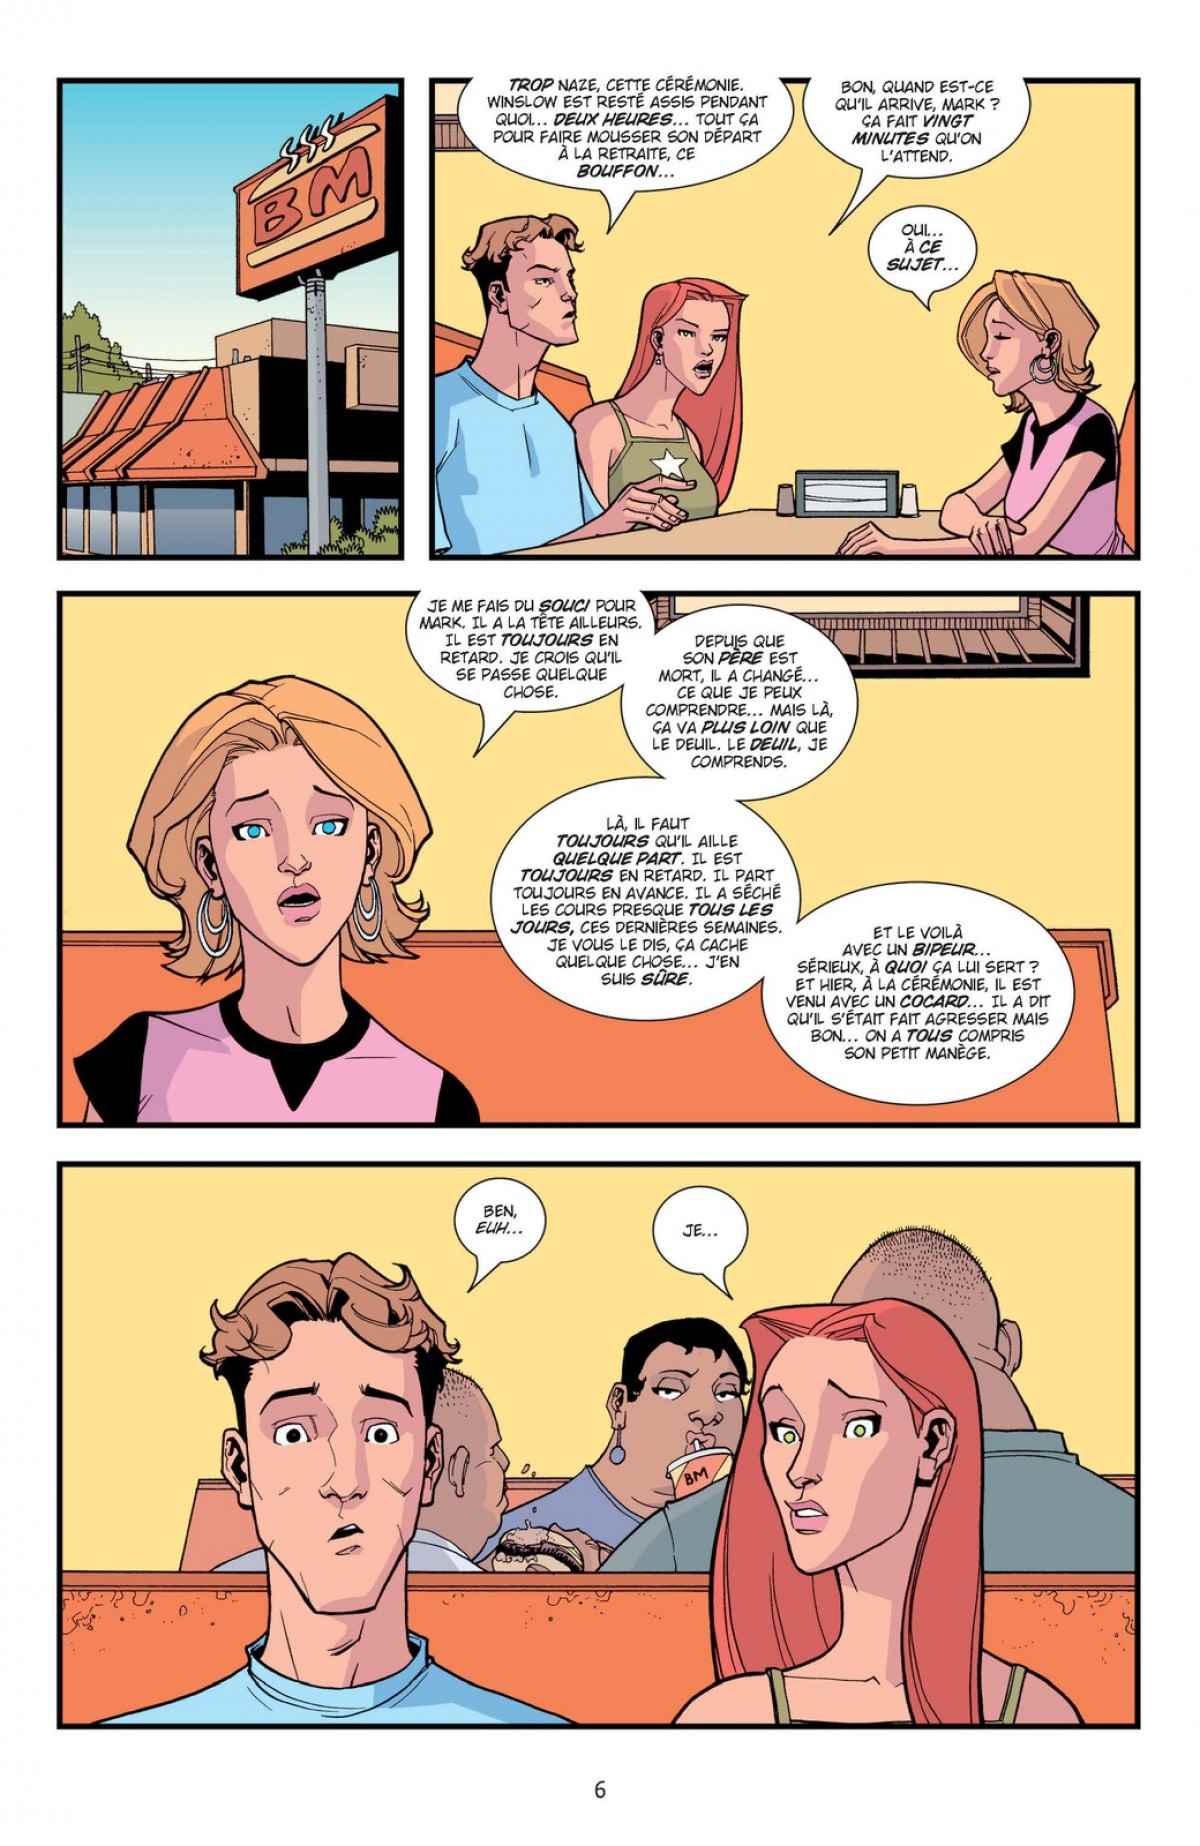 BM
TROP NAZE, CETTE CÉRÉMONIE.
WINSLOW EST RESTÉ ASSIS PENDANT
QUOI... DEUX HEURES... TOUT ÇA
POUR FAIRE MOUSSER SON DÉPART
À LA RETRAITE, CE
BOUFFON...
BON, QUAND EST-CE
QU'IL ARRIVE, MARK ?
ÇA FAIT VINGT
MINUTES QU'ON
L'ATTEND.
OUI...
À CE
SUJET...
JE ME FAIS DU SOUCI POUR
MARK. IL A LA TÊTE AILLEURS.
IL EST TOUJOURS EN
RETARD. JE CROIS QU'IL
SE PASSE QUELQUE
CHOSE.
DEPUIS QUE
SON PÈRE EST
MORT, IL A CHANGÉ...
CE QUE JE PEUX
COMPRENDRE... MAIS LÀ,
ÇA VA PLUS LOIN QUE
LE DEUIL. LE DEUIL, JE
COMPRENDS.
LÀ, IL FAUT
TOUJOURS QU'IL AILLE
QUELQUE PART. IL EST
TOUJOURS EN RETARD. IL PART
TOUJOURS EN AVANCE. IL A SÉCHÉ
LES COURS PRESQUE TOUS LES
JOURS, CES DERNIÈRES SEMAINES.
JE VOUS LE DIS, ÇA CACHE
QUELQUE CHOSE... J'EN
SUIS SÛRE.
ET LE VOILÀ
AVEC UN BIPEUR...
SÉRIEUX, À QUOI ÇA LUI SERT ?
ET HIER, À LA CÉRÉMONIE, IL EST
VENU AVEC UN COCARD... IL A DIT
QU'IL S'ÉTAIT FAIT AGRESSER MAIS
BON... ON A TOUS COMPRIS
SON PETIT MANÈGE.
BEN,
EUH...
JE...
BM
6